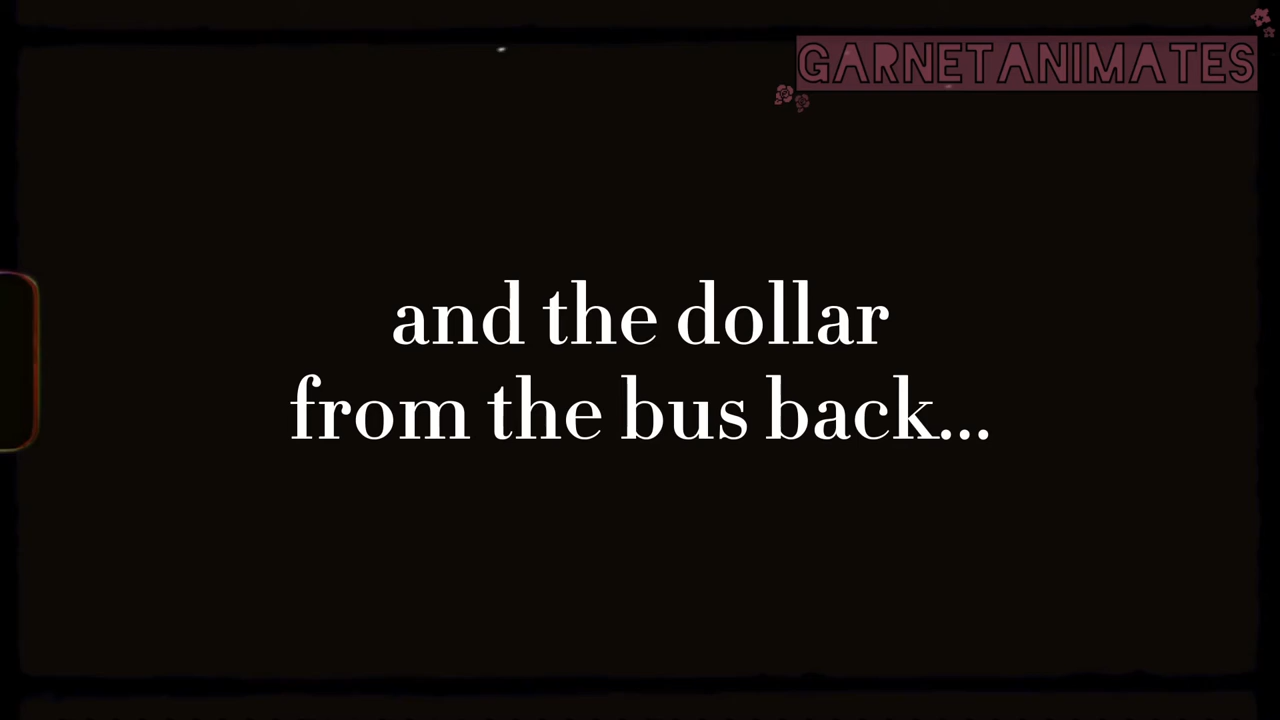 GARNETANIMATES
and the dollar
from the bus back...